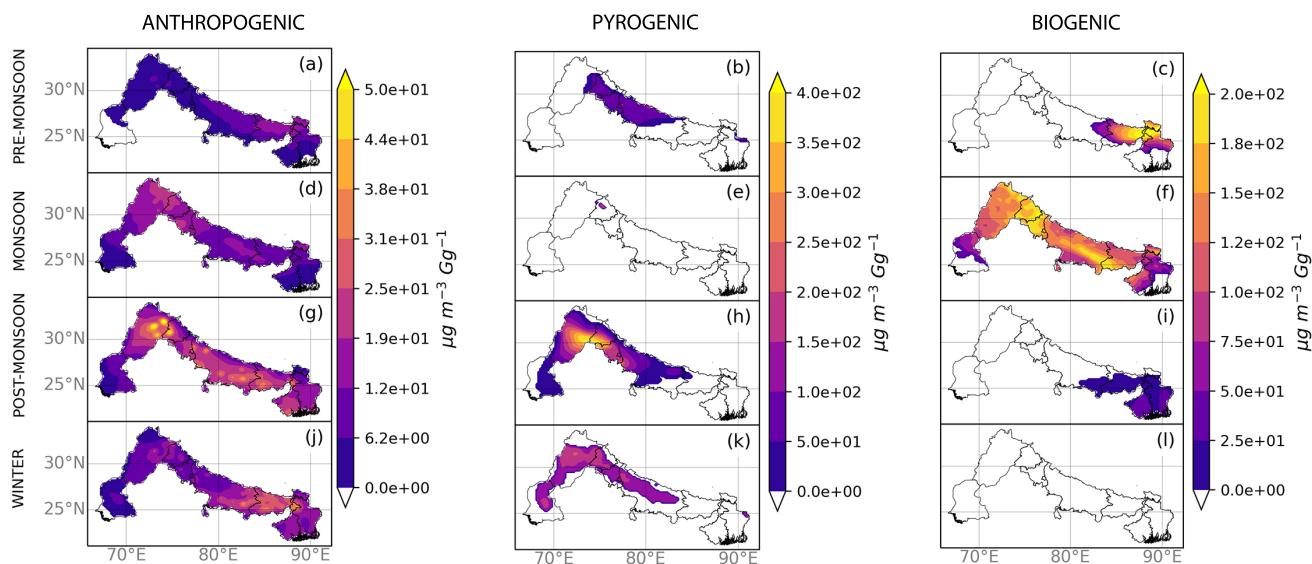 ANTHROPOGENIC
PYROGENIC
BIOGENIC
PRE-MONSOON
30°N
25°N
(a)
(b)
(c)
MONSOON
30°N
25°N
(d)
(e)
(f)
POST-MONSOON
30°N
25°N
(g)
(h)
(i)
WINTER
30°N
25°N
(j)
(k)
(l)
70°E 80°E 90°E
70°E 80°E 90°E
70°E 80°E 90°E
5.0e+01
4.4e+01
3.8e+01
3.1e+01
2.5e+01
1.9e+01
1.2e+01
6.2e+00
0.0e+00
μg m⁻³ Gg⁻¹
4.0e+02
3.5e+02
3.0e+02
2.5e+02
2.0e+02
1.5e+02
1.0e+02
5.0e+01
0.0e+00
μg m⁻³ Gg⁻¹
2.0e+02
1.8e+02
1.5e+02
1.2e+02
1.0e+02
7.5e+01
5.0e+01
2.5e+01
0.0e+00
μg m⁻³ Gg⁻¹